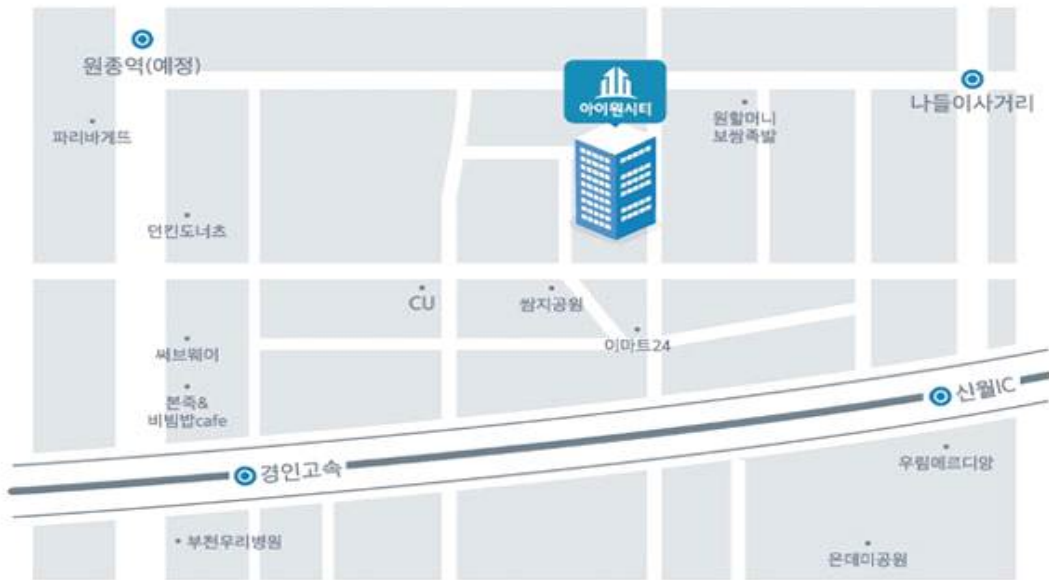 원종역(예정)
아이원시티
나들이사거리
파리바게뜨
원할머니
보쌈족발
던킨도너츠
CU
쌈지공원
이마트24
써브웨이
본죽&
비빔밥cafe
신월IC
경인고속
우림메르디앙
부천우리병원
은데미공원